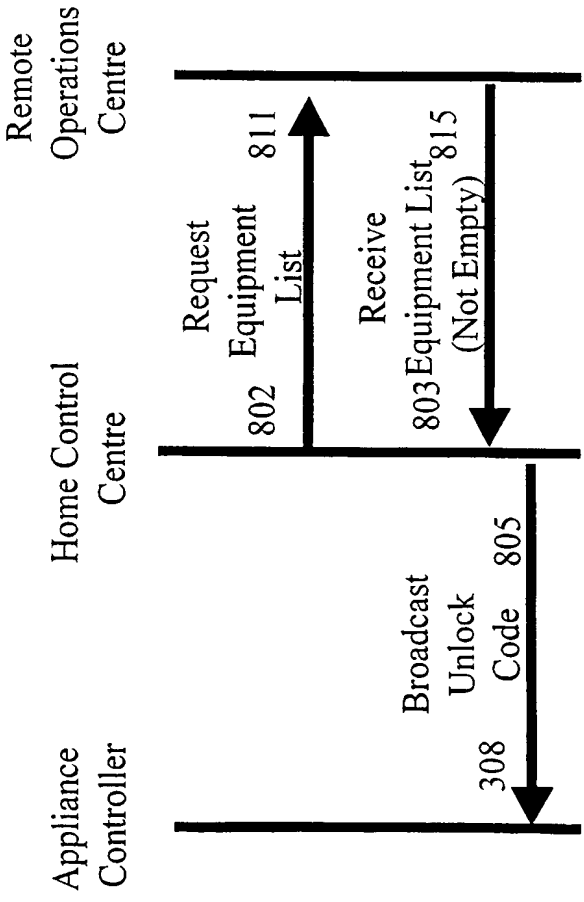 Appliance
Controller
Home Control
Centre
Remote
Operations
Centre
Request
Equipment
List
802
811
Receive
Equipment List
(Not Empty)
803
815
Broadcast
Unlock
Code
308
805